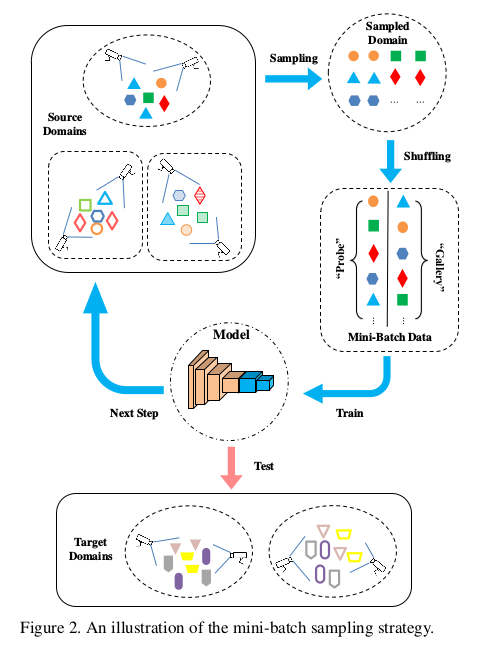 Sampled
Domain
Sampling
... ...
Source
Domains
Shuffling
“Probe”
“Gallery”
... ...
Mini-Batch Data
Model
Next Step
Train
Test
Target
Domains
Figure 2. An illustration of the mini-batch sampling strategy.